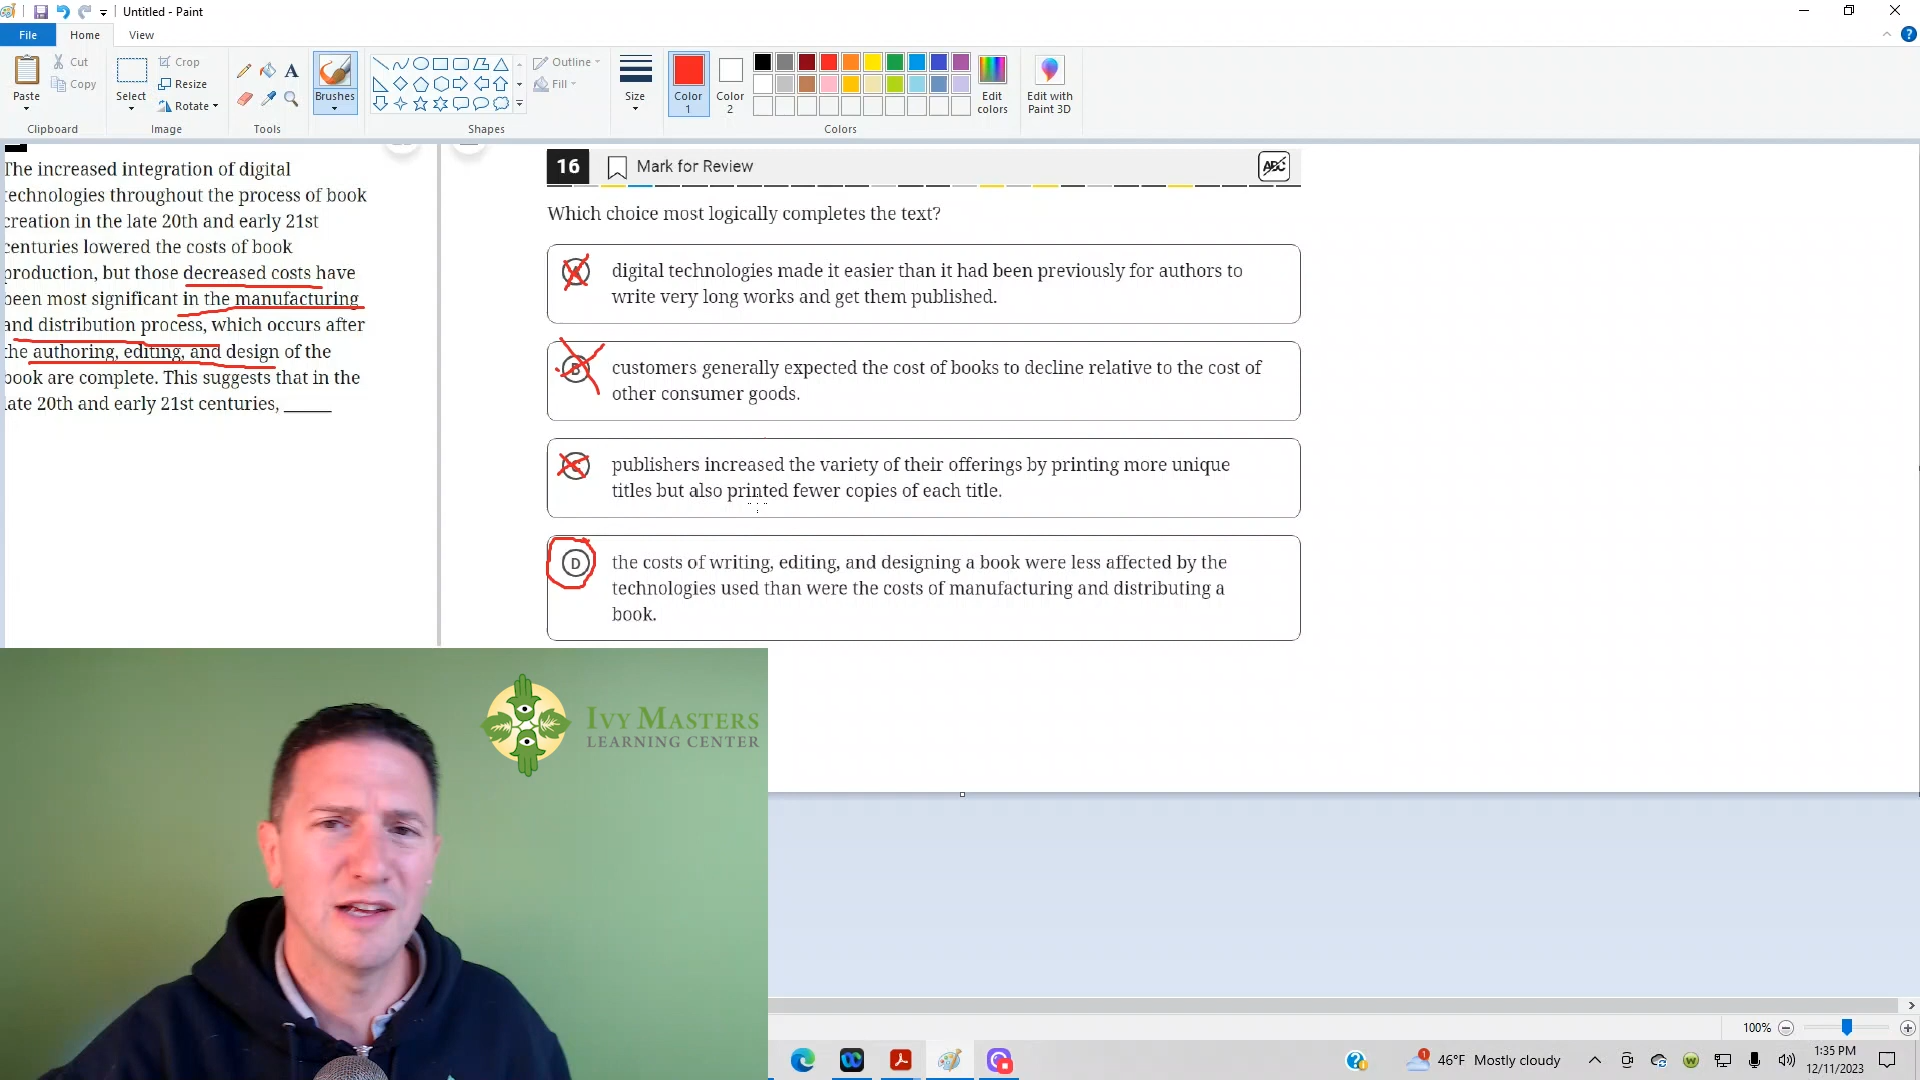 Untitled - Paint
File
Home
View
Paste
Cut
Copy
Clipboard
Select
Crop
Resize
Rotate
Image
Tools
Brushes
Shapes
Outline
Fill
Size
Color 1
Color 2
Edit colors
Edit with Paint 3D
Colors
The increased integration of digital
technologies throughout the process of book
creation in the late 20th and early 21st
centuries lowered the costs of book
production, but those decreased costs have
been most significant in the manufacturing
and distribution process, which occurs after
the authoring, editing, and design of the
book are complete. This suggests that in the
late 20th and early 21st centuries, ______
16
Mark for Review
ABC
Which choice most logically completes the text?
A
digital technologies made it easier than it had been previously for authors to
write very long works and get them published.
B
customers generally expected the cost of books to decline relative to the cost of
other consumer goods.
C
publishers increased the variety of their offerings by printing more unique
titles but also printed fewer copies of each title.
D
the costs of writing, editing, and designing a book were less affected by the
technologies used than were the costs of manufacturing and distributing a
book.
IVY MASTERS
LEARNING CENTER
100%
46°F Mostly cloudy
1:35 PM
12/11/2023